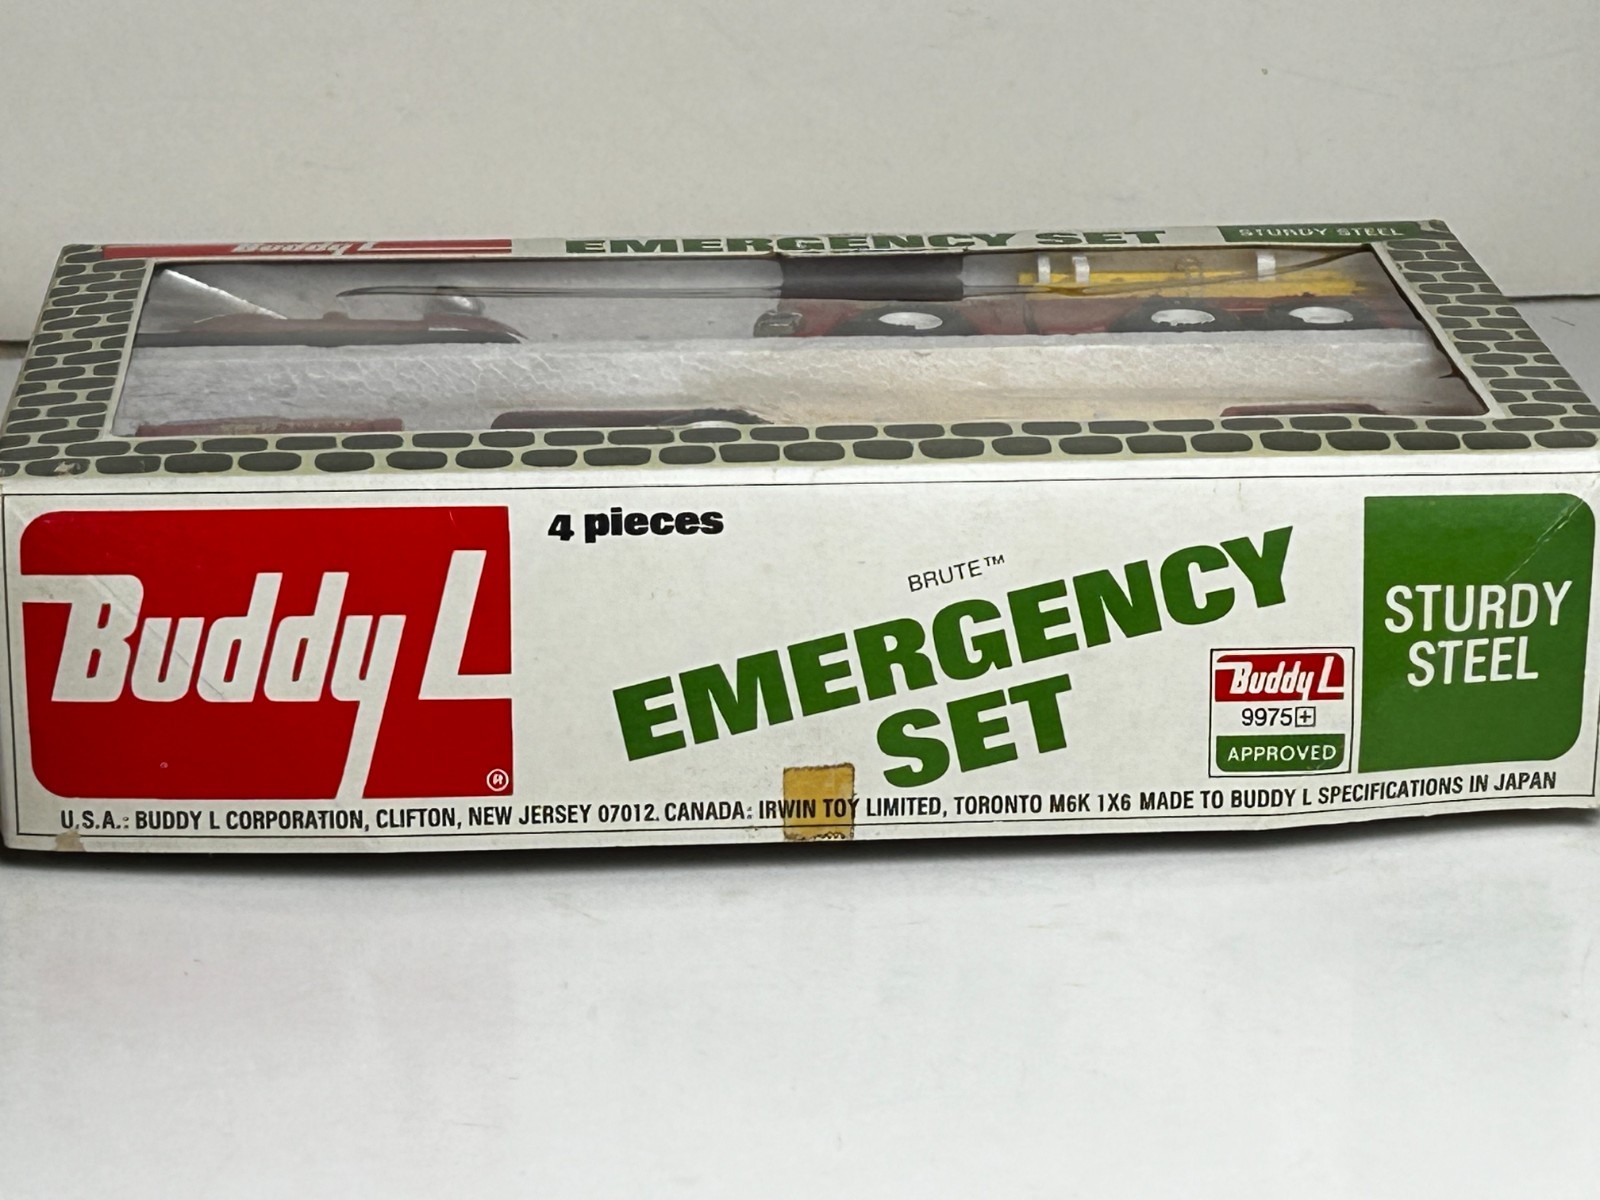 Buddy L
EMERGENCY SET
STURDY STEEL
Buddy L
®
4 pieces
BRUTE™
EMERGENCY
SET
Buddy L
9975+
APPROVED
STURDY
STEEL
U.S.A.: BUDDY L CORPORATION, CLIFTON, NEW JERSEY 07012. CANADA: IRWIN TOY LIMITED, TORONTO M6K 1X6 MADE TO BUDDY L SPECIFICATIONS IN JAPAN